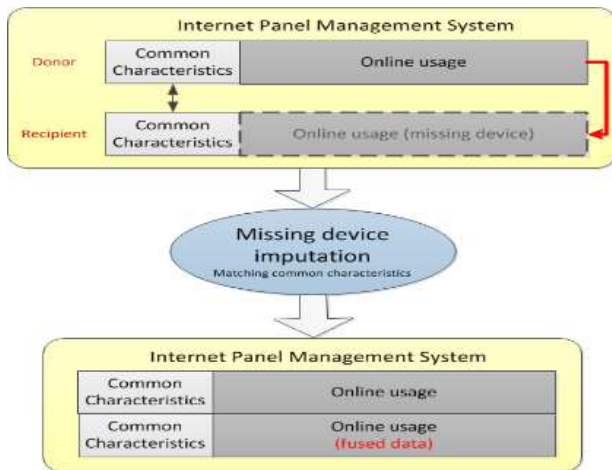 Internet Panel Management System
Donor
Common
Characteristics
Online usage
Recipient
Common
Characteristics
Online usage (missing device)
Missing device
imputation
Matching common characteristics
Internet Panel Management System
Common
Characteristics
Online usage
Common
Characteristics
Online usage
(fused data)